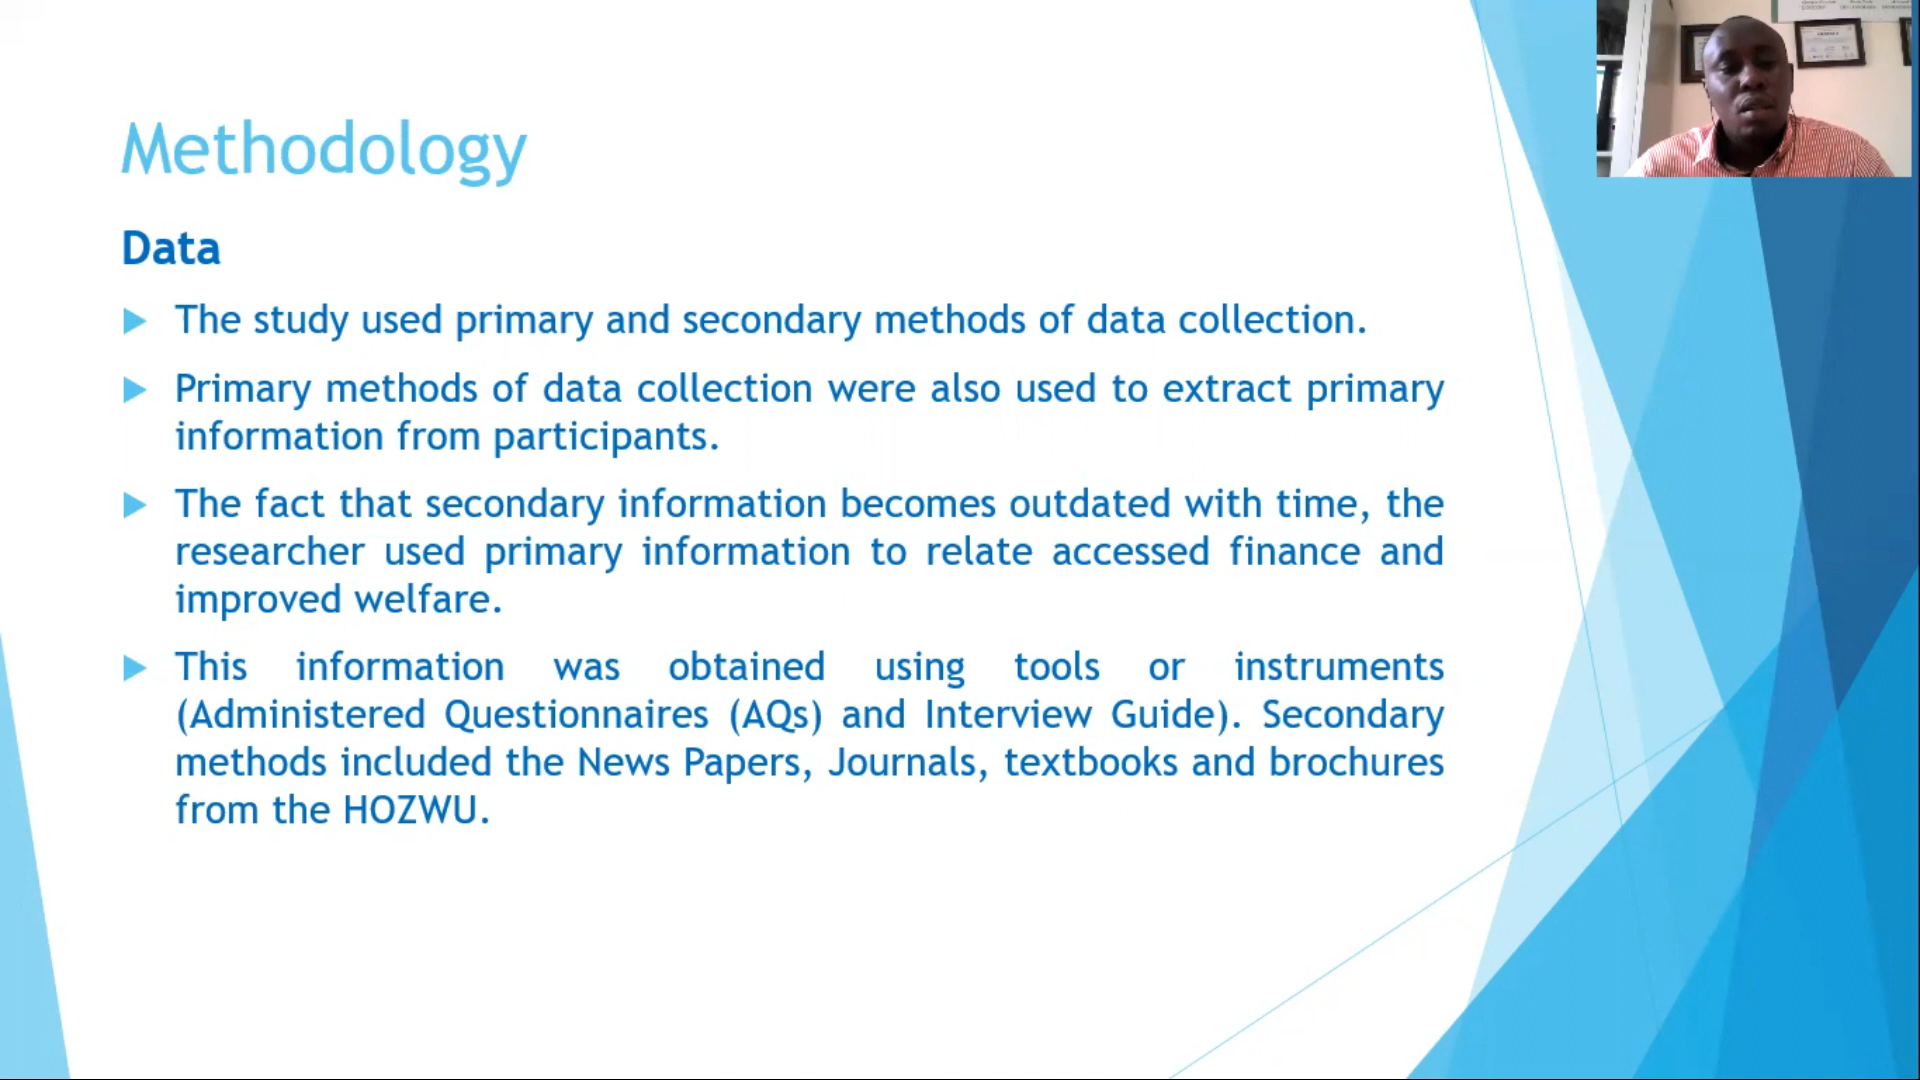 Methodology
Data
The study used primary and secondary methods of data collection.
Primary methods of data collection were also used to extract primary
information from participants.
The fact that secondary information becomes outdated with time, the
researcher used primary information to relate accessed finance and
improved welfare.
This information was obtained using tools or instruments
(Administered Questionnaires (AQs) and Interview Guide). Secondary
methods included the News Papers, Journals, textbooks and brochures
from the HOZWU.